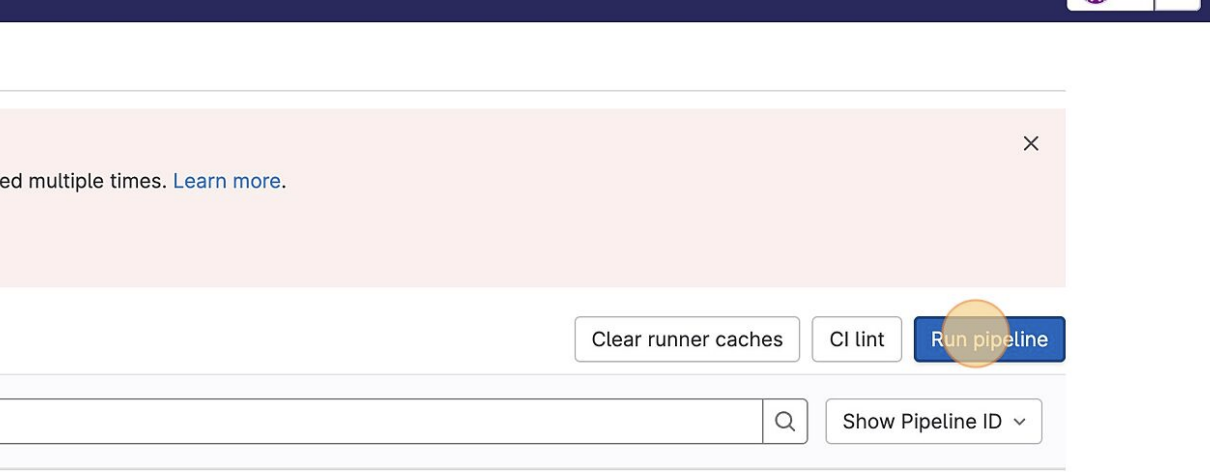 ed multiple times. Learn more.
Clear runner caches CI lint Run pipeline
Show Pipeline ID